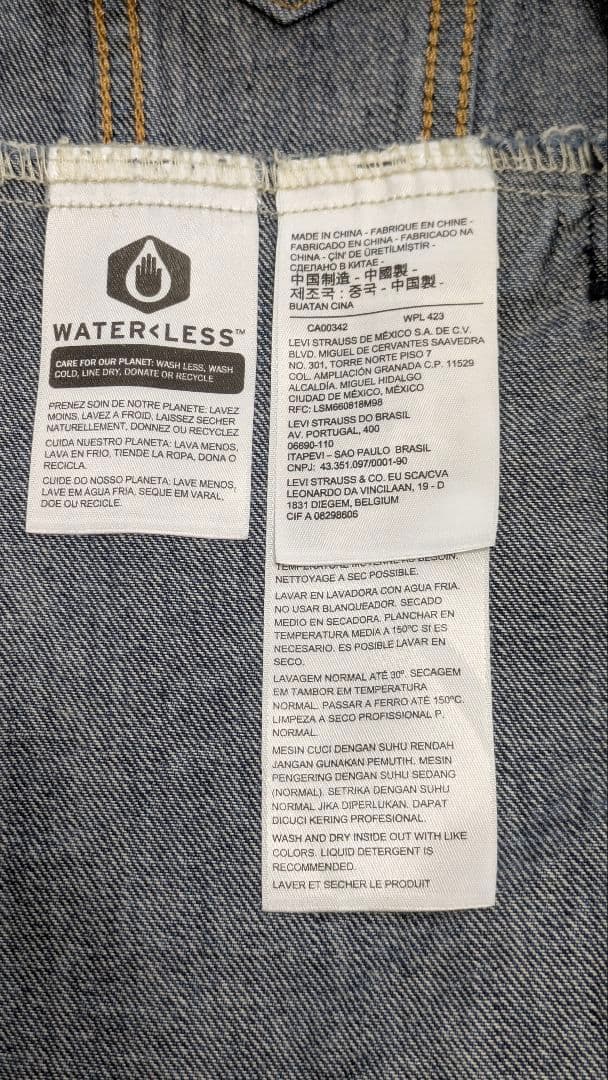 WATER<LESS™
CARE FOR OUR PLANET: WASH LESS, WASH
COLD, LINE DRY, DONATE OR RECYCLE
PRENEZ SOIN DE NOTRE PLANETE: LAVEZ
MOINS, LAVEZ A FROID, LAISSEZ SECHER
NATURELLEMENT, DONNEZ OU RECYCLEZ
CUIDA NUESTRO PLANETA: LAVA MENOS,
LAVA EN FRIO, TIENDE LA ROPA, DONA O
RECICLA.
CUIDE DO NOSSO PLANETA: LAVE MENOS,
LAVE EM ÁGUA FRIA, SEQUE EM VARAL,
DOE OU RECICLE.
MADE IN CHINA - FABRIQUE EN CHINE -
FABRICADO EN CHINA - FABRICADO NA
CHINA - ÇİN' DE ÜRETİLMİŞTİR -
СДЕЛАНО В КИТАЕ -
中国制造 - 中國製 -
제조국 : 중국 - 中国製 -
BUATAN CINA
CA00342 WPL 423
LEVI STRAUSS DE MÉXICO S.A. DE C.V.
BLVD. MIGUEL DE CERVANTES SAAVEDRA
NO. 301, TORRE NORTE PISO 7
COL. AMPLIACIÓN GRANADA C.P. 11529
ALCALDÍA. MIGUEL HIDALGO
CIUDAD DE MÉXICO, MÉXICO
RFC: LSM660818M98
LEVI STRAUSS DO BRASIL
AV. PORTUGAL, 400
06690-110
ITAPEVI – SAO PAULO BRASIL
CNPJ: 43.351.097/0001-90
LEVI STRAUSS & CO. EU SCA/CVA
LEONARDO DA VINCILAAN, 19 - D
1831 DIEGEM, BELGIUM
CIF A 08298606
BESOIN.
NETTOYAGE A SEC POSSIBLE.
LAVAR EN LAVADORA CON AGUA FRIA.
NO USAR BLANQUEADOR. SECADO
MEDIO EN SECADORA. PLANCHAR EN
TEMPERATURA MEDIA A 150°C SI ES
NECESARIO. ES POSIBLE LAVAR EN
SECO.
LAVAGEM NORMAL ATÉ 30°. SECAGEM
EM TAMBOR EM TEMPERATURA
NORMAL. PASSAR A FERRO ATÉ 150°C.
LIMPEZA A SECO PROFISSIONAL P.
NORMAL.
MESIN CUCI DENGAN SUHU RENDAH
JANGAN GUNAKAN PEMUTIH. MESIN
PENGERING DENGAN SUHU SEDANG
(NORMAL). SETRIKA DENGAN SUHU
NORMAL JIKA DIPERLUKAN. DAPAT
DICUCI KERING PROFESIONAL.
WASH AND DRY INSIDE OUT WITH LIKE
COLORS. LIQUID DETERGENT IS
RECOMMENDED.
LAVER ET SECHER LE PRODUIT